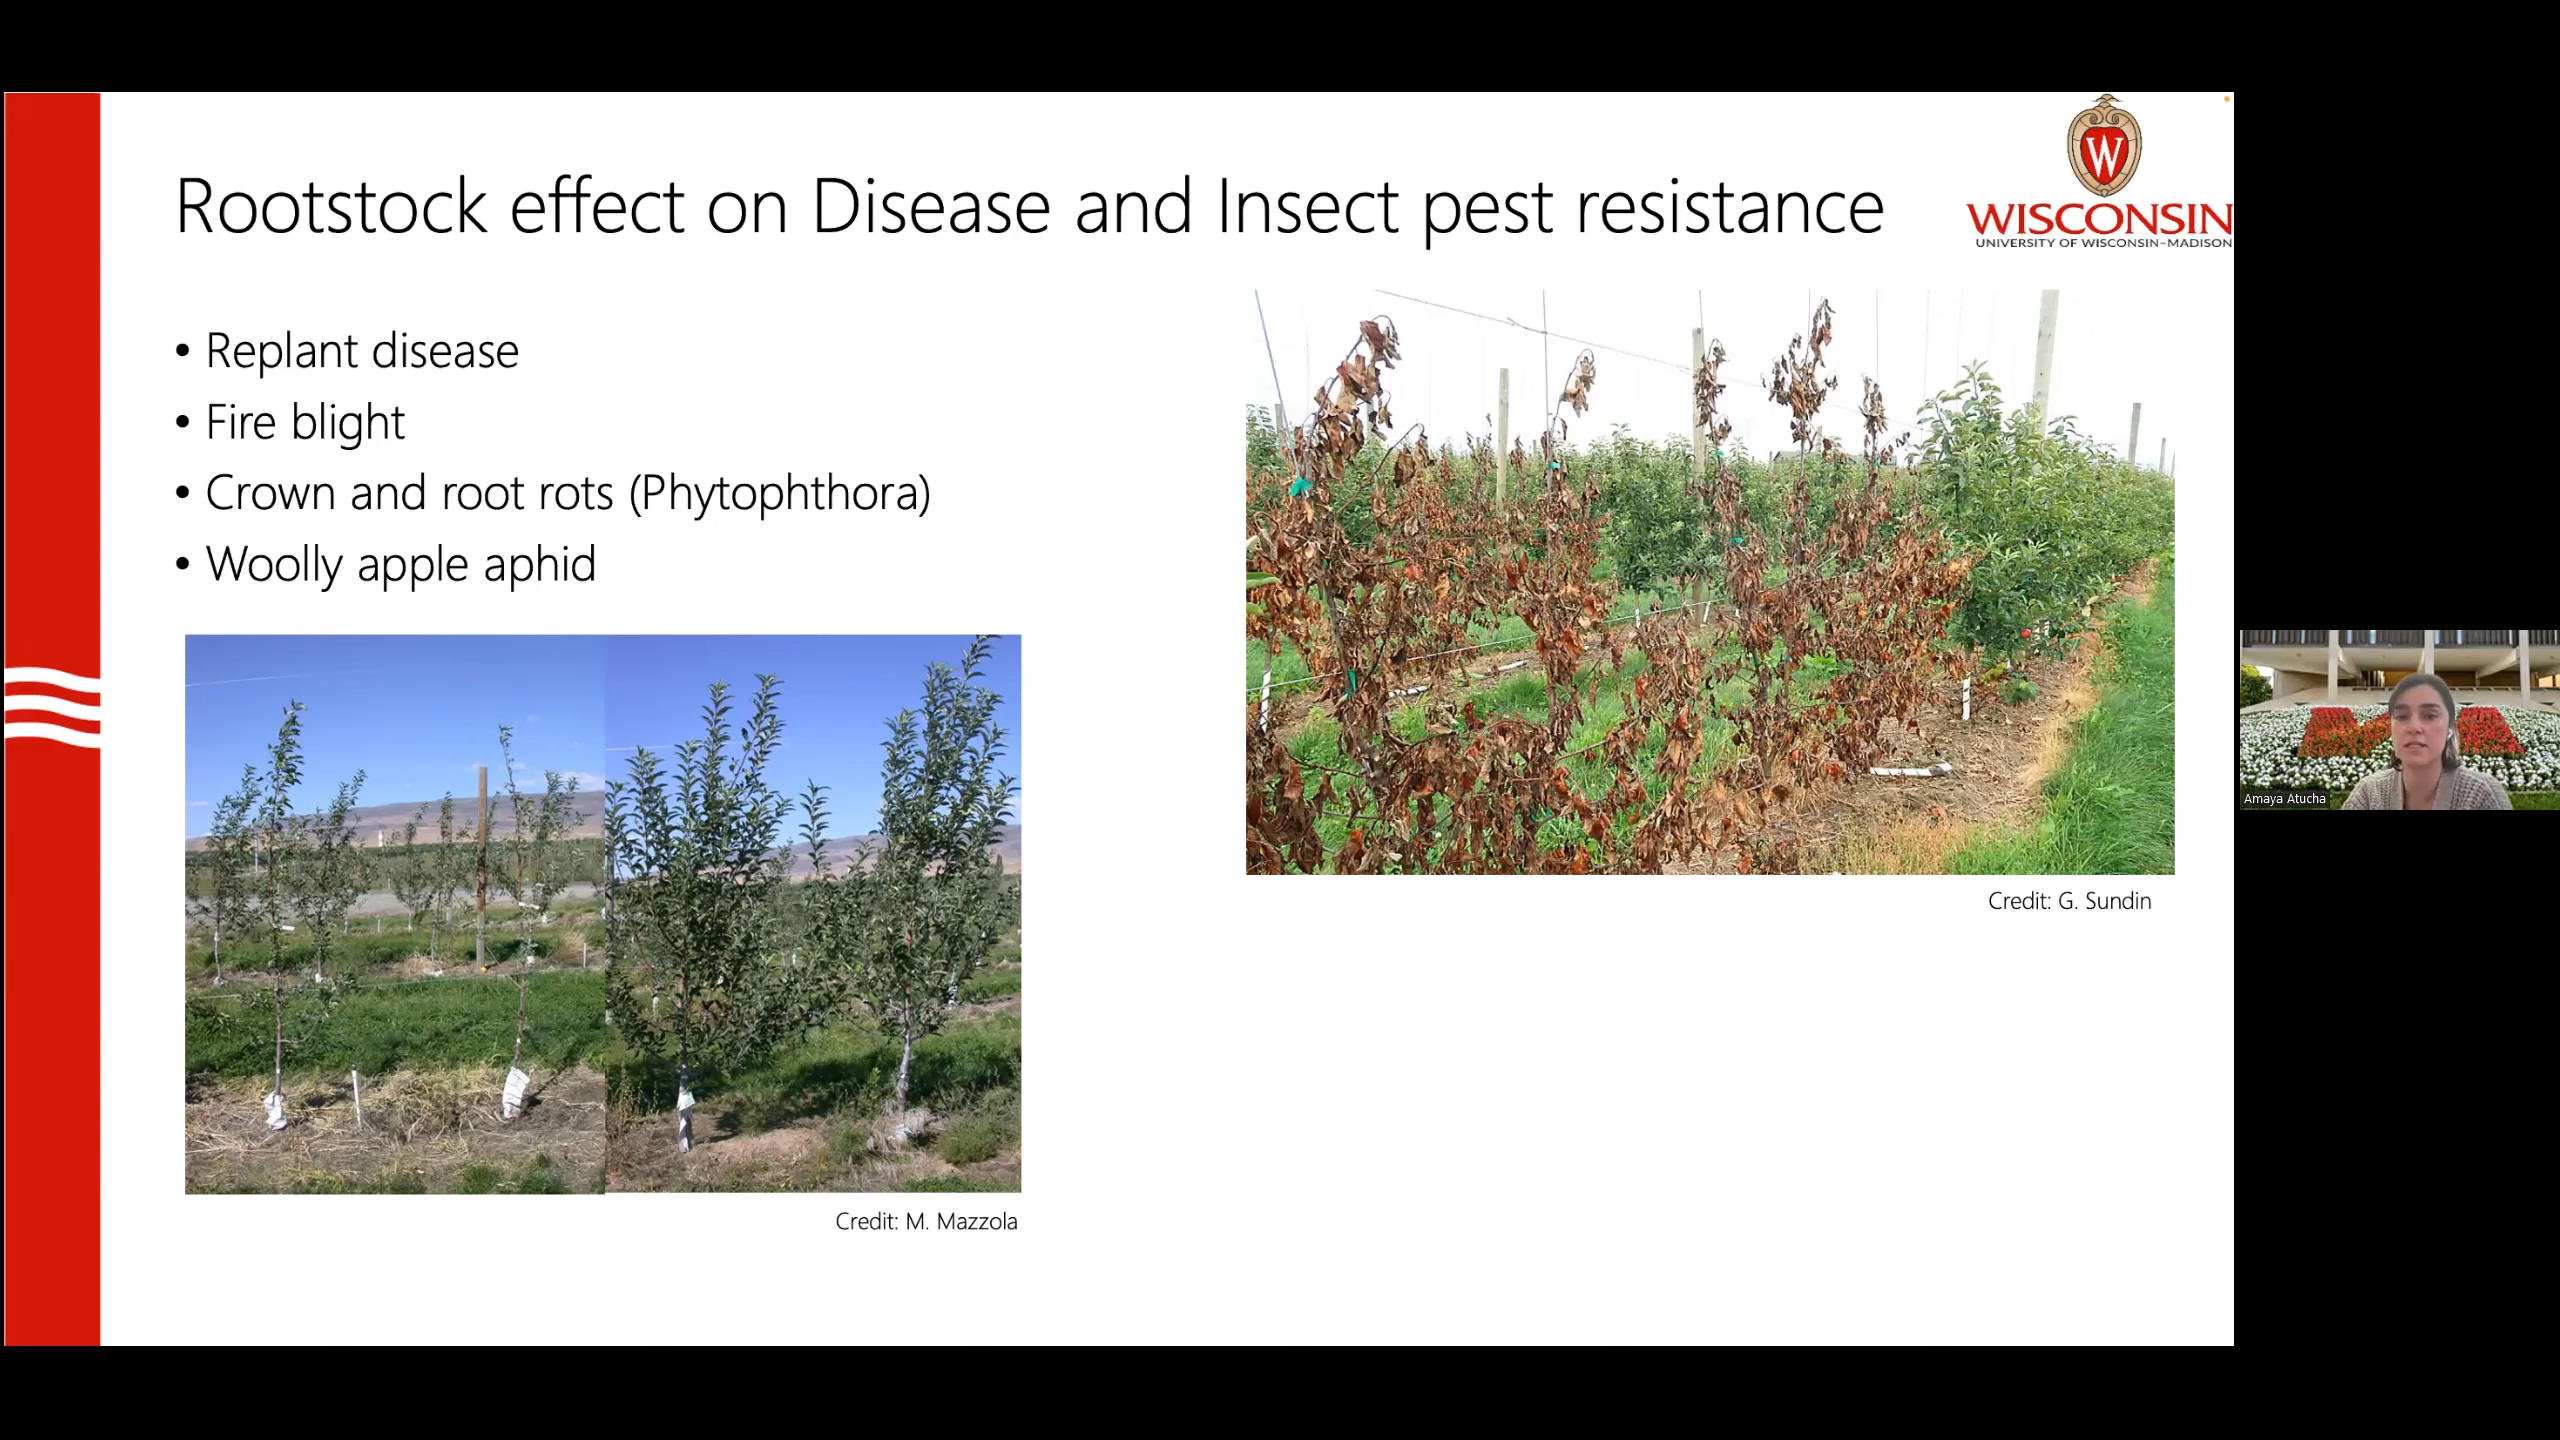 Rootstock effect on Disease and Insect pest resistance
W
WISCONSIN
UNIVERSITY OF WISCONSIN–MADISON
• Replant disease
• Fire blight
• Crown and root rots (Phytophthora)
• Woolly apple aphid
Credit: G. Sundin
Credit: M. Mazzola
Amaya Atucha